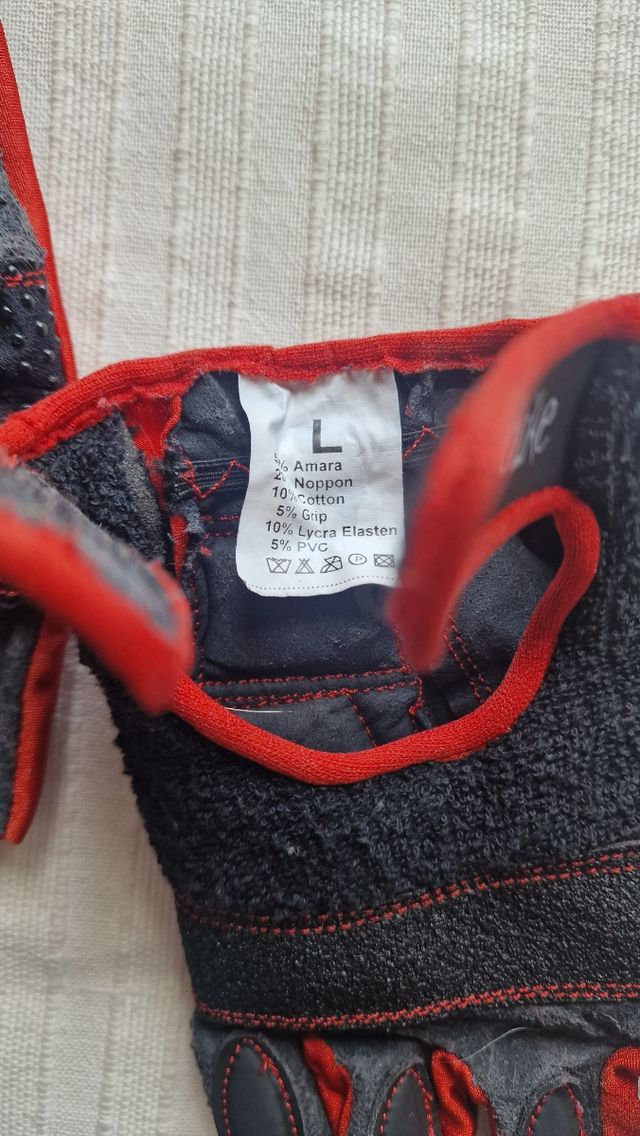 L
% Amara
Noppon
10% Cotton
5% Grip
10% Lycra Elasten
5% PVC
P